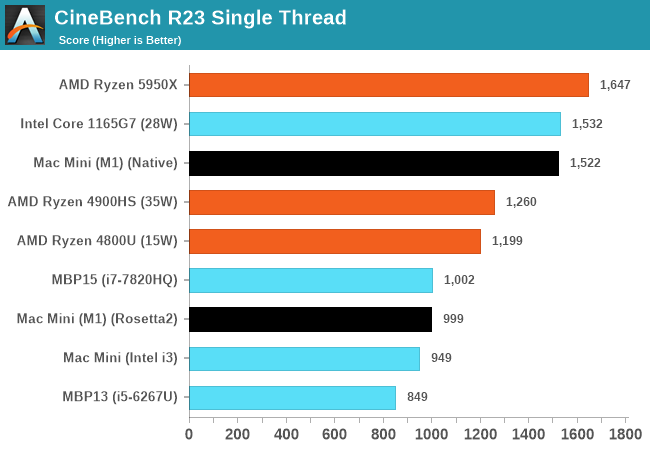 CineBench R23 Single Thread
Score (Higher is Better)
AMD Ryzen 5950X 1,647
Intel Core 1165G7 (28W) 1,532
Mac Mini (M1) (Native) 1,522
AMD Ryzen 4900HS (35W) 1,260
AMD Ryzen 4800U (15W) 1,199
MBP15 (i7-7820HQ) 1,002
Mac Mini (M1) (Rosetta2) 999
Mac Mini (Intel i3) 949
MBP13 (i5-6267U) 849
0 200 400 600 800 1000 1200 1400 1600 1800